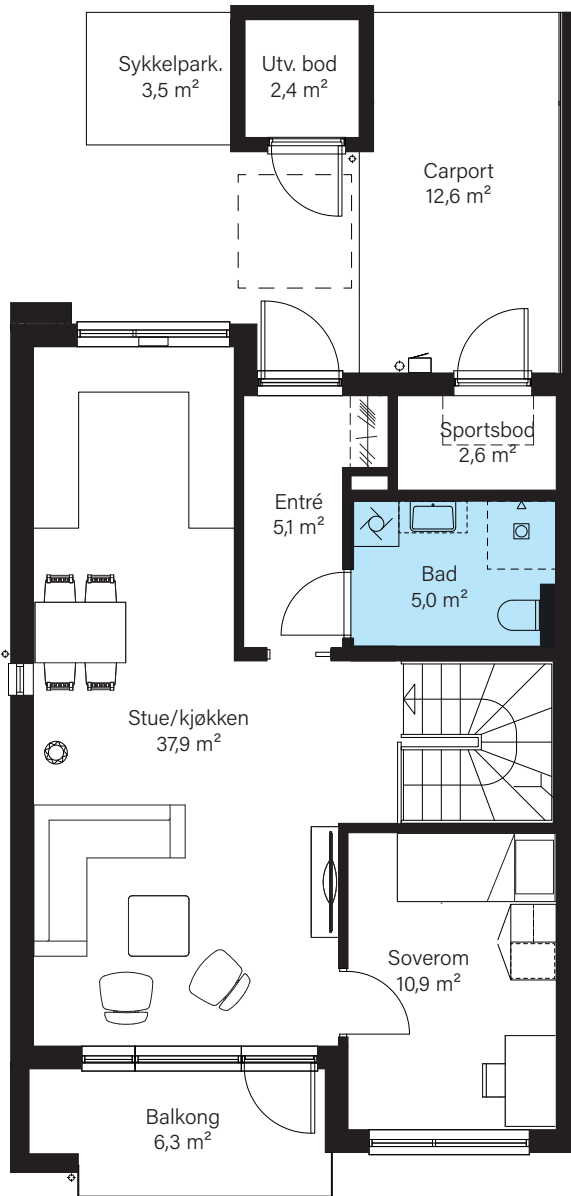 Sykkelpark.
3,5 m²
Utv. bod
2,4 m²
Carport
12,6 m²
Sportsbod
2,6 m²
Entré
5,1 m²
Bad
5,0 m²
Stue/kjøkken
37,9 m²
Soverom
10,9 m²
Balkong
6,3 m²